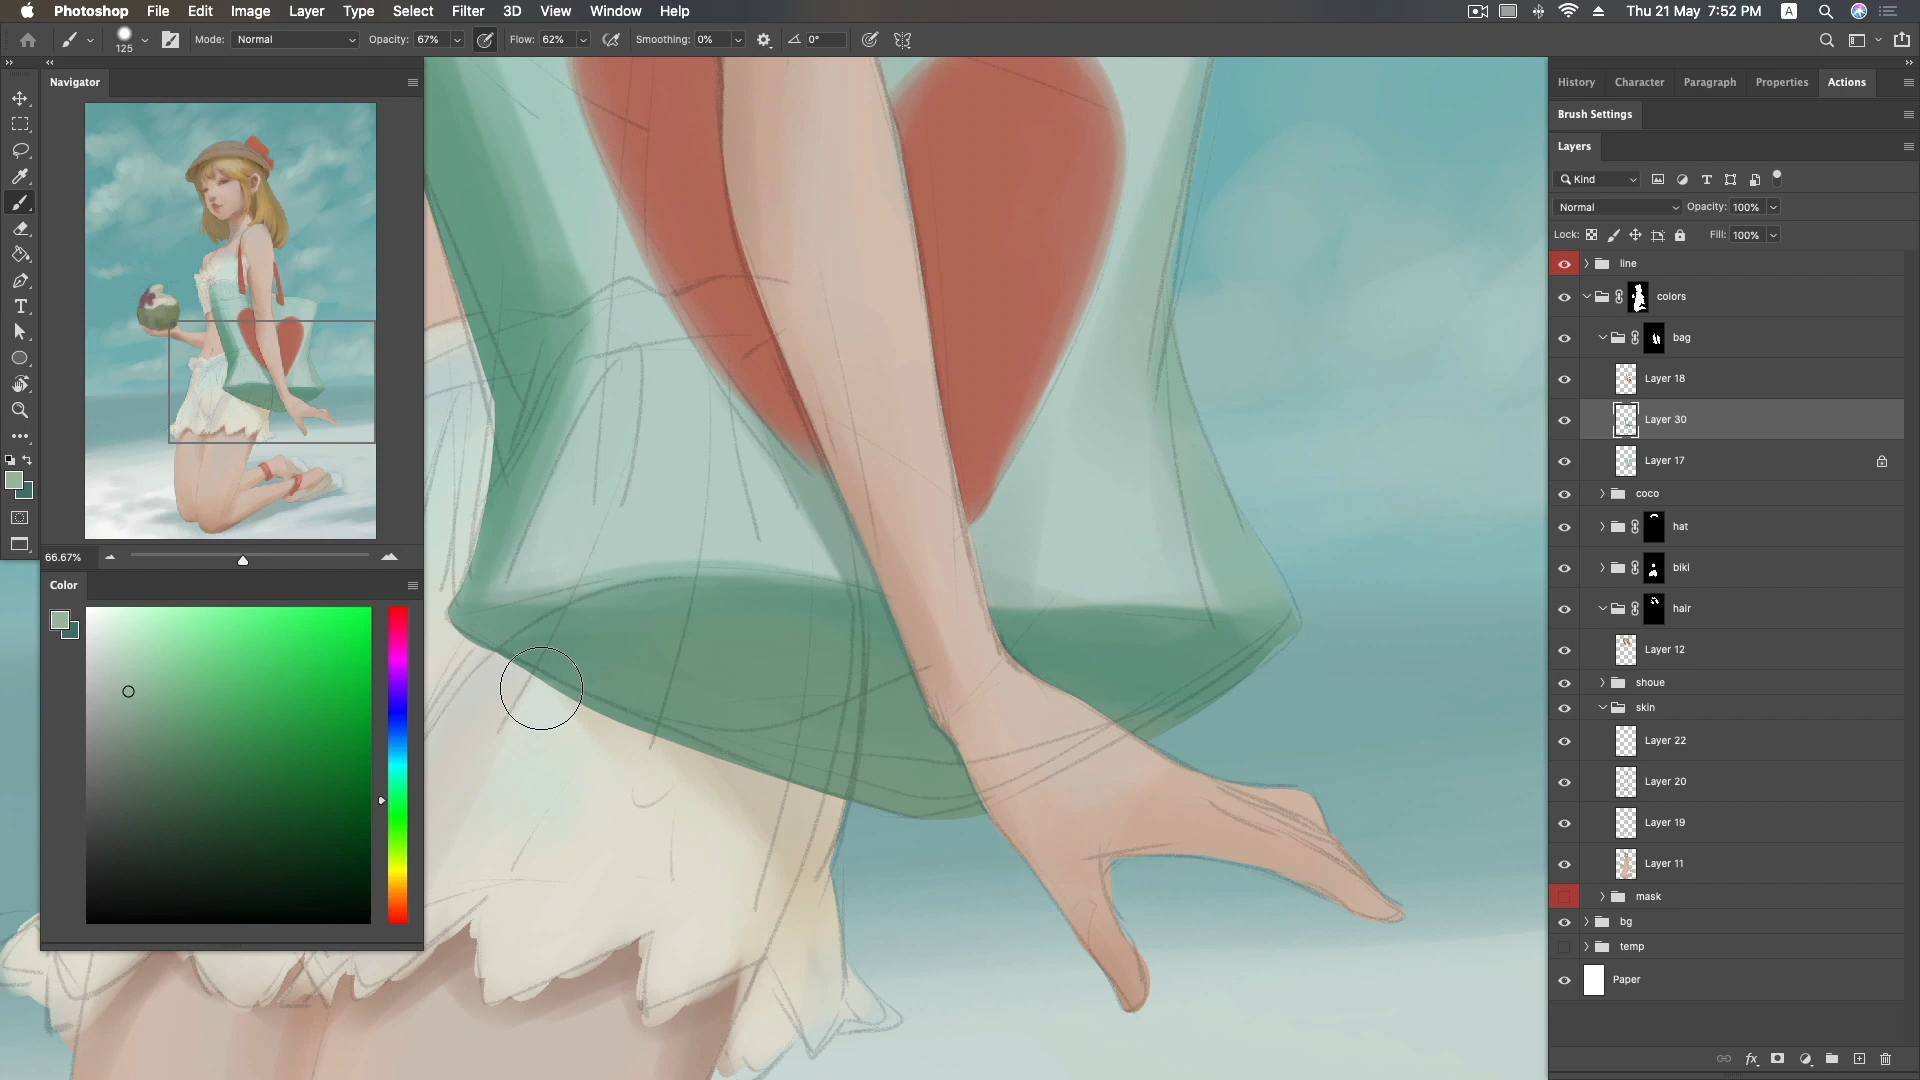 Photoshop File Edit Image Layer Type Select Filter 3D View Window Help Thu 21 May 7:52 PM A
125 Mode: Normal Opacity: 67% Flow: 62% Smoothing: 0% 0°
Navigator
66.67%
Color
History Character Paragraph Properties Actions
Brush Settings
Layers
Kind
Normal Opacity: 100%
Lock: Fill: 100%
line
colors
bag
Layer 18
Layer 30
Layer 17
coco
hat
biki
hair
Layer 12
shoue
skin
Layer 22
Layer 20
Layer 19
Layer 11
mask
bg
temp
Paper
fx